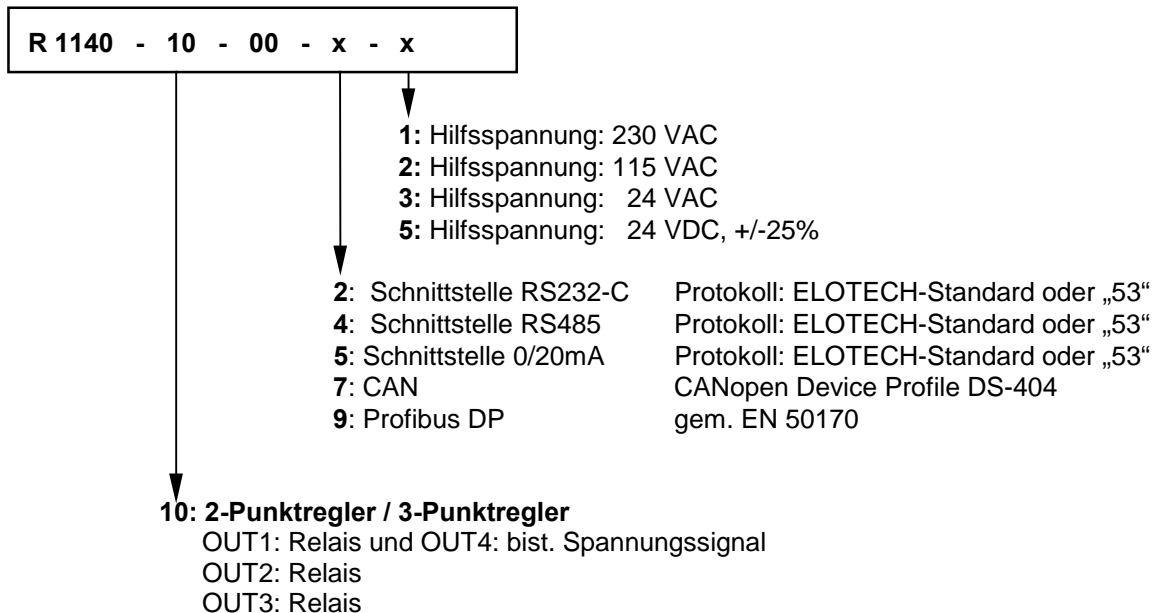 R 1140 - 10 - 00 - x - x
1: Hilfsspannung: 230 VAC
2: Hilfsspannung: 115 VAC
3: Hilfsspannung: 24 VAC
5: Hilfsspannung: 24 VDC, +/-25%
2: Schnittstelle RS232-C Protokoll: ELOTECH-Standard oder „53“
4: Schnittstelle RS485 Protokoll: ELOTECH-Standard oder „53“
5: Schnittstelle 0/20mA Protokoll: ELOTECH-Standard oder „53“
7: CAN CANopen Device Profile DS-404
9: Profibus DP gem. EN 50170
10: 2-Punktregler / 3-Punktregler
OUT1: Relais und OUT4: bist. Spannungssignal
OUT2: Relais
OUT3: Relais